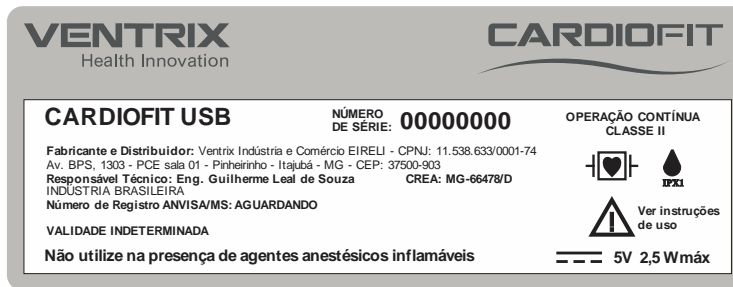 VENTRIX
Health Innovation
CARDIOFIT
CARDIOFIT USB
NÚMERO
DE SÉRIE: 00000000
Fabricante e Distribuidor: Ventrix Indústria e Comércio EIRELI - CPNJ: 11.538.633/0001-74
Av. BPS, 1303 - PCE sala 01 - Pinheirinho - Itajubá - MG - CEP: 37500-903
Responsável Técnico: Eng. Guilherme Leal de Souza CREA: MG-66478/D
INDÚSTRIA BRASILEIRA
Número de Registro ANVISA/MS: AGUARDANDO
VALIDADE INDETERMINADA
Não utilize na presença de agentes anestésicos inflamáveis
OPERAÇÃO CONTÍNUA
CLASSE II
IPX1
Ver instruções
de uso
5V 2,5 Wmáx